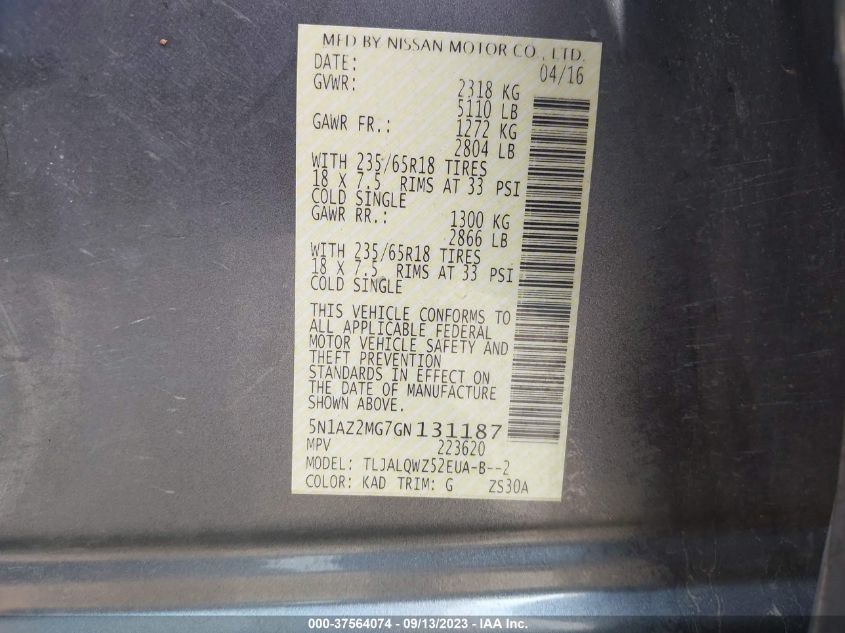 MFD BY NISSAN MOTOR CO., LTD.
DATE: 04/16
GVWR: 2318 KG
5110 LB
GAWR FR.: 1272 KG
2804 LB
WITH 235/65R18 TIRES
18 X 7.5 RIMS AT 33 PSI
COLD SINGLE
GAWR RR.: 1300 KG
2866 LB
WITH 235/65R18 TIRES
18 X 7.5 RIMS AT 33 PSI
COLD SINGLE
THIS VEHICLE CONFORMS TO
ALL APPLICABLE FEDERAL
MOTOR VEHICLE SAFETY AND
THEFT PREVENTION
STANDARDS IN EFFECT ON
THE DATE OF MANUFACTURE
SHOWN ABOVE.
5N1AZ2MG7GN131187
MPV 223620
MODEL: TLJALQWZ52EUA-B--2
COLOR: KAD TRIM: G ZS30A
000-37564074 - 09/13/2023 - IAA Inc.